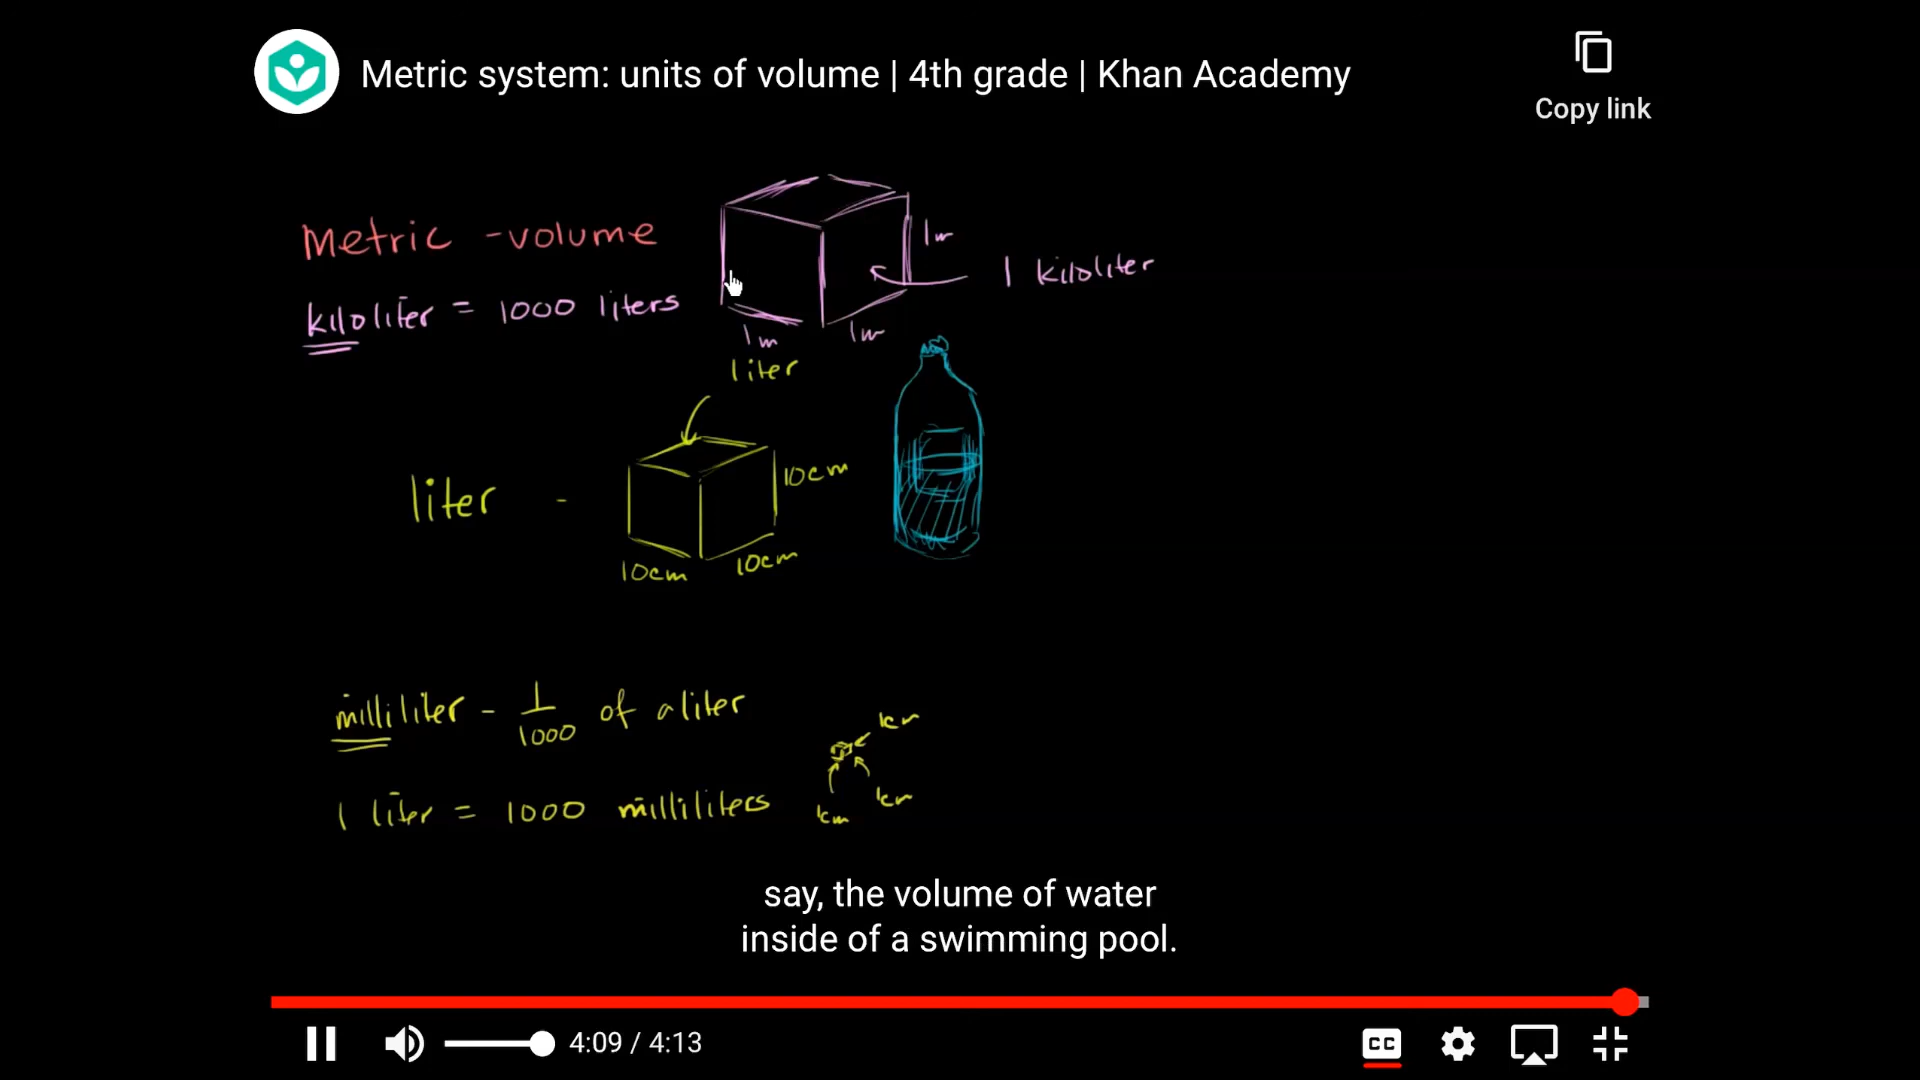 Metric system: units of volume | 4th grade | Khan Academy
Copy link
Metric - volume
1m
1 kiloliter
kiloliter = 1000 liters
1m 1m
liter
liter - 10cm
10cm 10cm
milliliter - 1/1000 of a liter
1cm
1 liter = 1000 milliliters 1cm 1cm
say, the volume of water
inside of a swimming pool.
4:09 / 4:13
CC